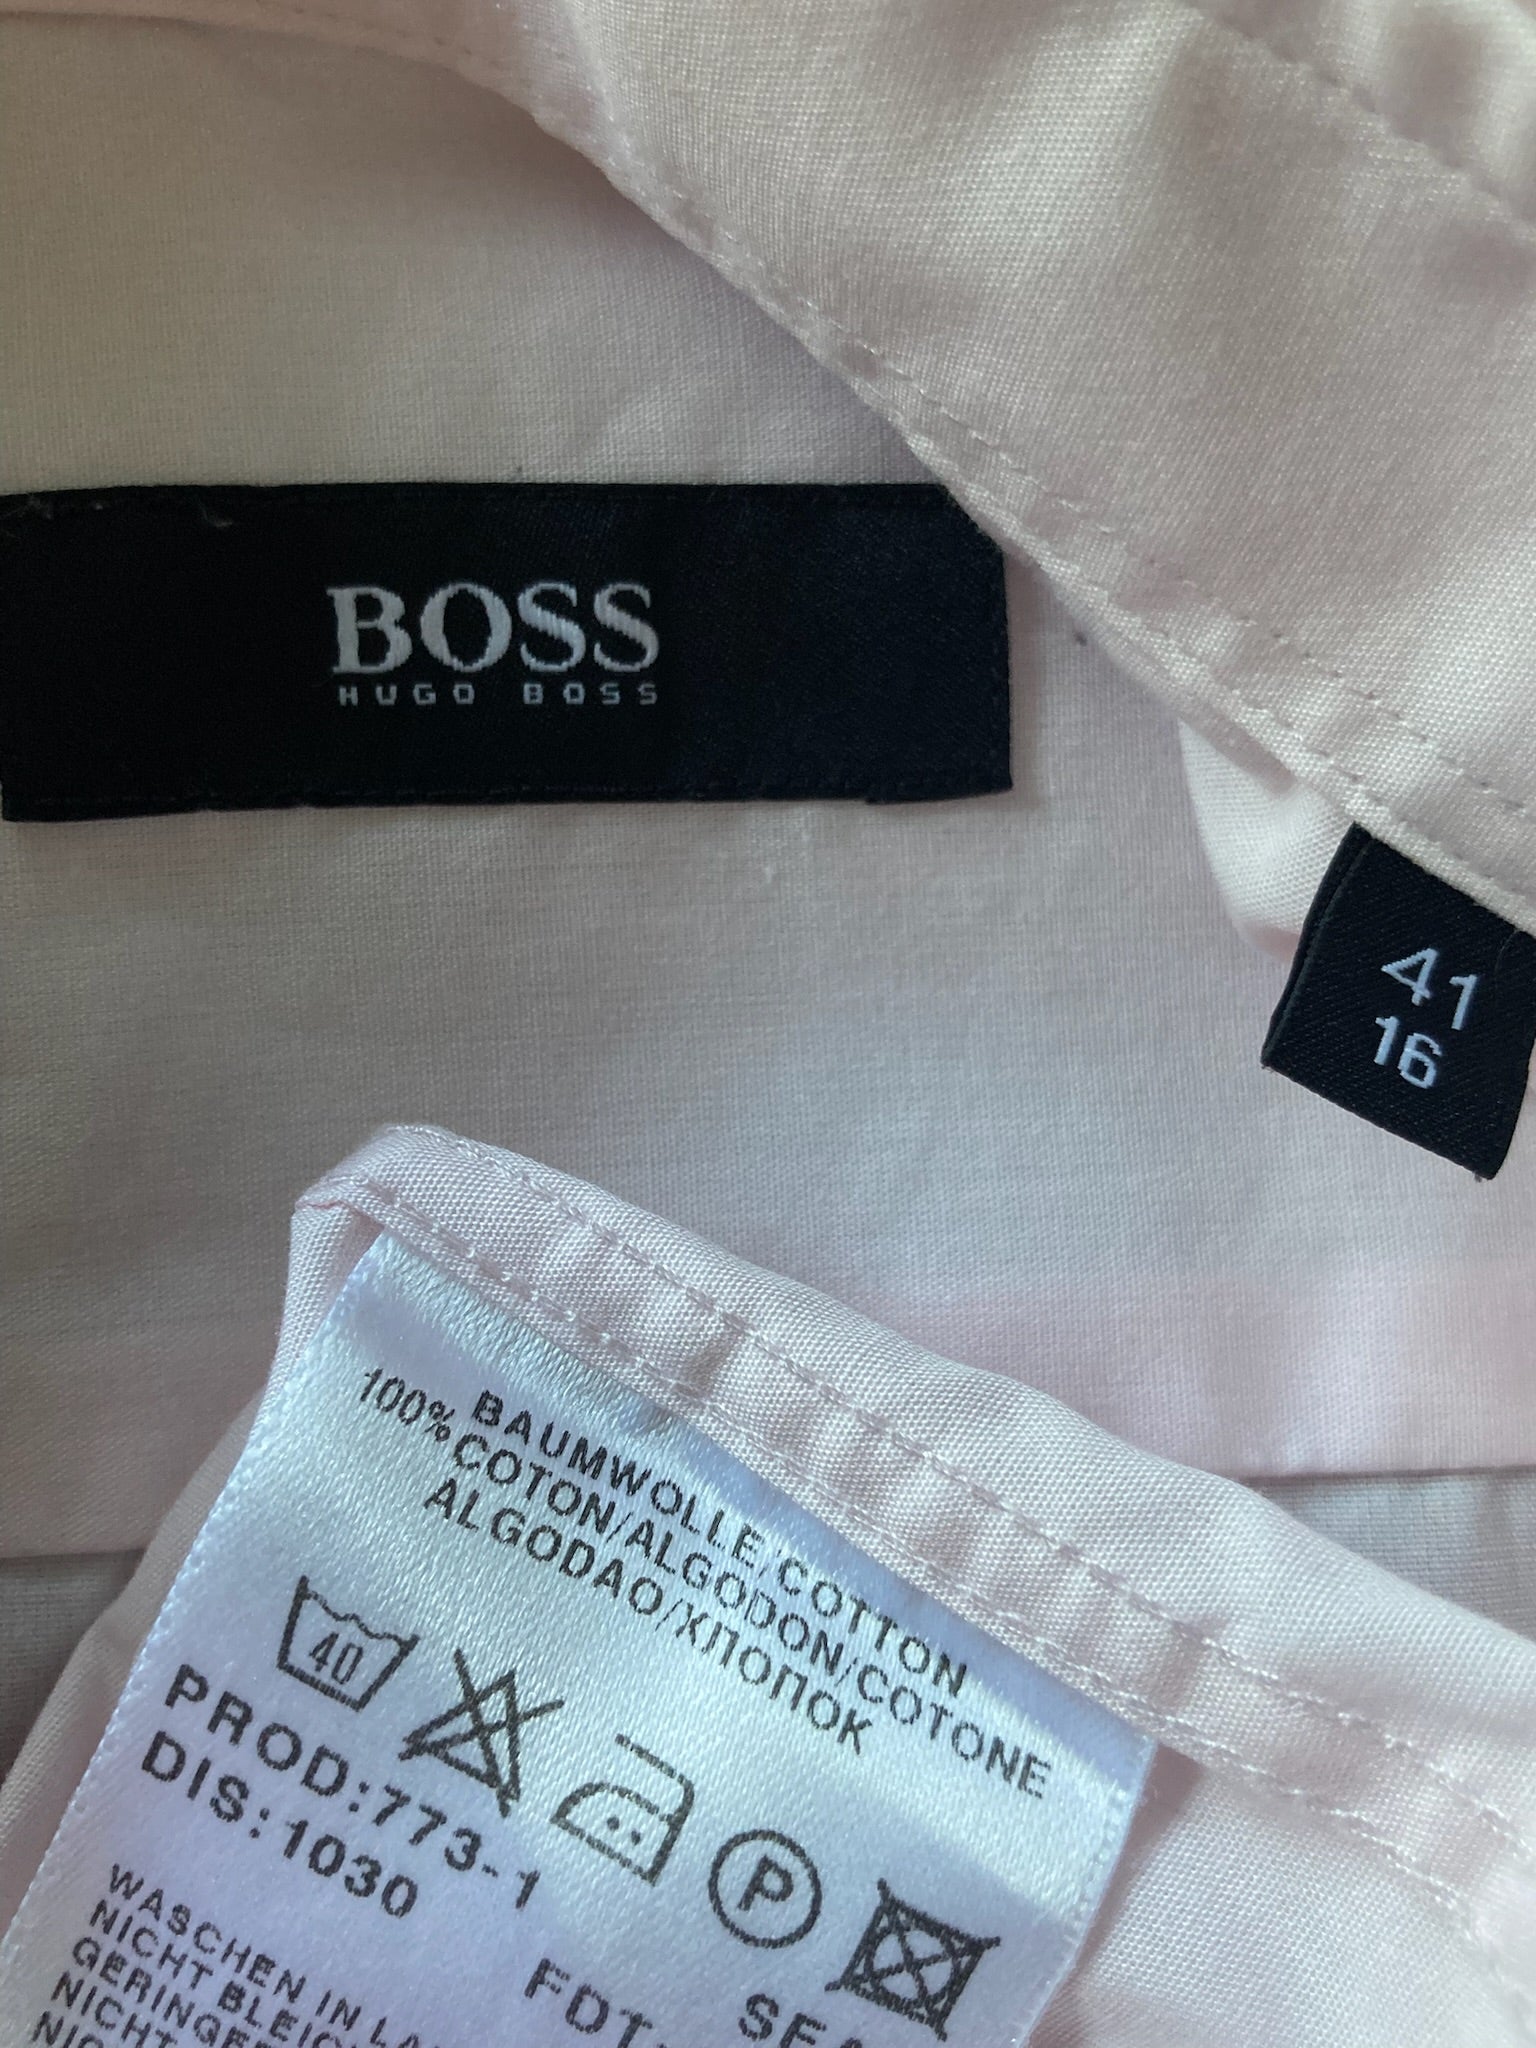 BOSS
HUGO BOSS
41
16
BAUMWOLLE/COTTON
100% COTON/ALGODON/COTONE
ALGODAO/ХЛОПОК
40
P
PROD:773-1
DIS:1030
FDT
WASCHEN IN
NICHT